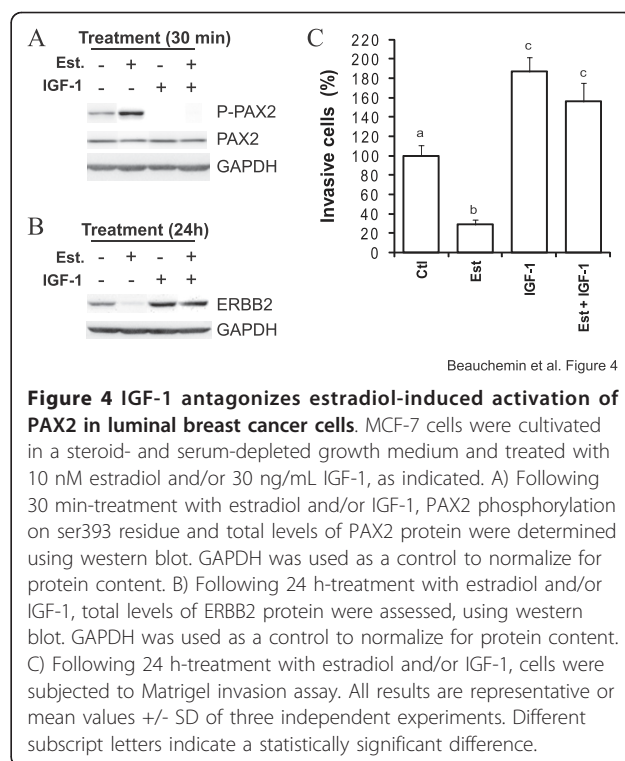 A
Treatment (30 min)
Est. - + - +
IGF-1 - - + +
P-PAX2
PAX2
GAPDH
B
Treatment (24h)
Est. - + - +
IGF-1 - - + +
ERBB2
GAPDH
C
Invasive cells (%)
220
200
180
160
140
120
100
80
60
40
20
0
a
b
c
c
Ctl
Est
IGF-1
Est + IGF-1
Beauchemin et al. Figure 4
Figure 4 IGF-1 antagonizes estradiol-induced activation of
PAX2 in luminal breast cancer cells. MCF-7 cells were cultivated
in a steroid- and serum-depleted growth medium and treated with
10 nM estradiol and/or 30 ng/mL IGF-1, as indicated. A) Following
30 min-treatment with estradiol and/or IGF-1, PAX2 phosphorylation
on ser393 residue and total levels of PAX2 protein were determined
using western blot. GAPDH was used as a control to normalize for
protein content. B) Following 24 h-treatment with estradiol and/or
IGF-1, total levels of ERBB2 protein were assessed, using western
blot. GAPDH was used as a control to normalize for protein content.
C) Following 24 h-treatment with estradiol and/or IGF-1, cells were
subjected to Matrigel invasion assay. All results are representative or
mean values +/- SD of three independent experiments. Different
subscript letters indicate a statistically significant difference.